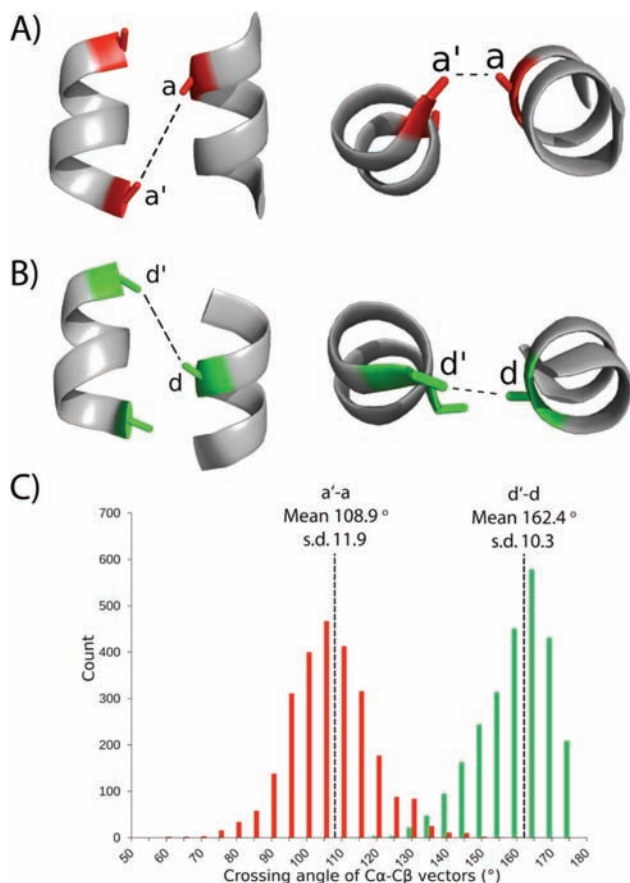 A)
a
a'
a'
a
B)
d'
d
d'
d
C)
a'-a
Mean 108.9 °
s.d. 11.9
d'-d
Mean 162.4 °
s.d. 10.3
Count
700
600
500
400
300
200
100
0
50 60 70 80 90 100 110 120 130 140 150 160 170 180
Crossing angle of Cα-Cβ vectors (°)